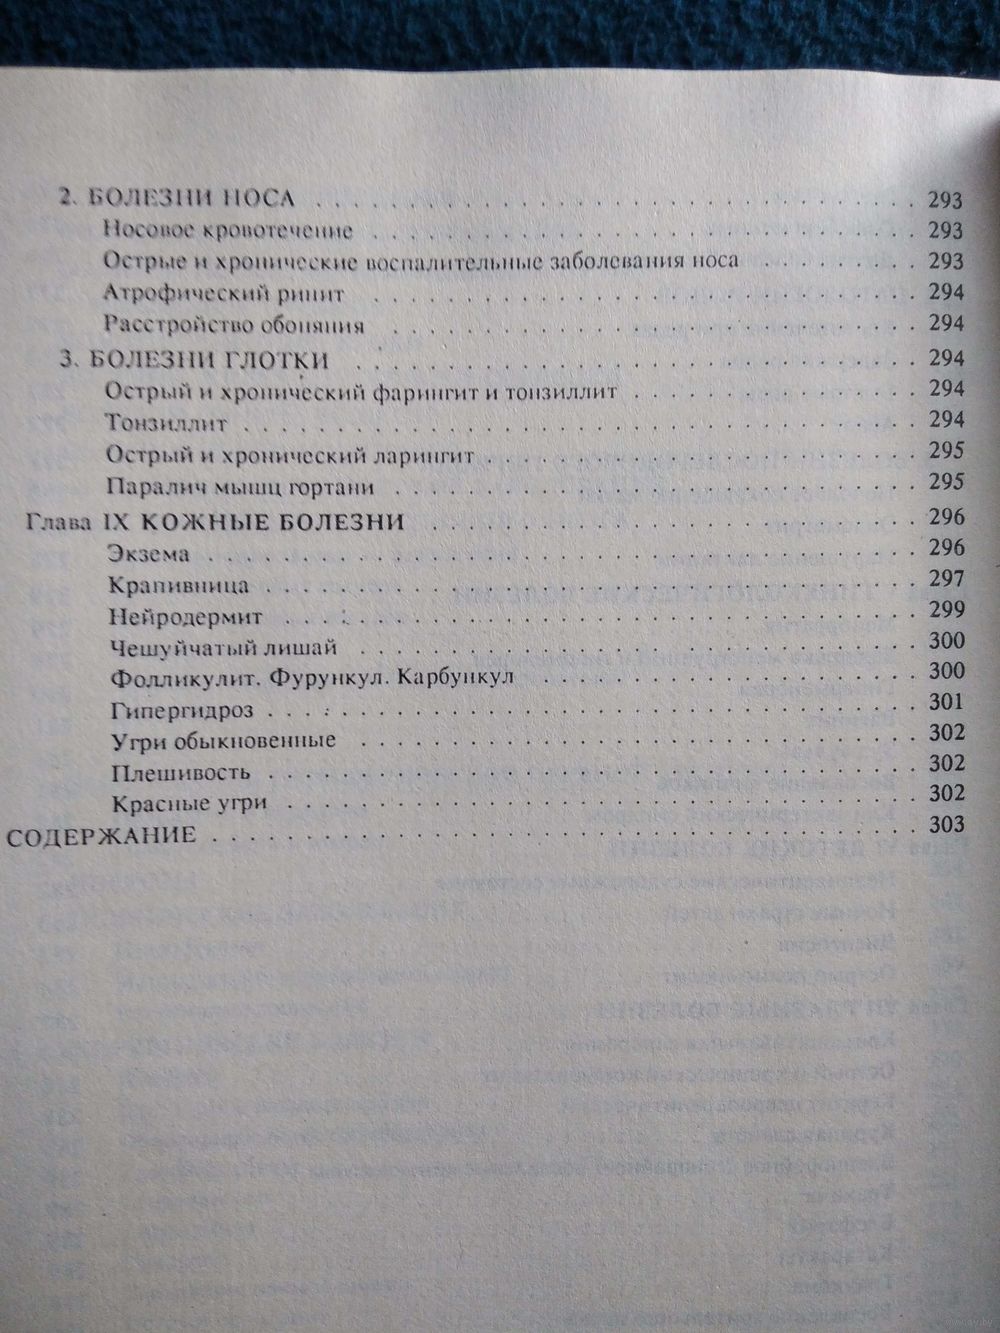 2. БОЛЕЗНИ НОСА . . . . . . . . . . . . . . . . . . . . 293
Носовое кровотечение . . . . . . . . . . . . . . . . . . . . 293
Острые и хронические воспалительные заболевания носа . . . . . . . . . . 293
Атрофический ринит . . . . . . . . . . . . . . . . . . . . 294
Расстройство обоняния . . . . . . . . . . . . . . . . . . . . 294
3. БОЛЕЗНИ ГЛОТКИ . . . . . . . . . . . . . . . . . . . . 294
Острый и хронический фарингит и тонзиллит . . . . . . . . . . . . 294
Тонзиллит . . . . . . . . . . . . . . . . . . . . 294
Острый и хронический ларингит . . . . . . . . . . . . . . . . 295
Паралич мышц гортани . . . . . . . . . . . . . . . . . . . . 295
Глава IX КОЖНЫЕ БОЛЕЗНИ . . . . . . . . . . . . . . . . . . 296
Экзема . . . . . . . . . . . . . . . . . . . . 296
Крапивница . . . . . . . . . . . . . . . . . . . . 297
Нейродермит . . . . . . . . . . . . . . . . . . . . 299
Чешуйчатый лишай . . . . . . . . . . . . . . . . . . . . 300
Фолликулит. Фурункул. Карбункул . . . . . . . . . . . . . . . . 300
Гипергидроз . . . . . . . . . . . . . . . . . . . . 301
Угри обыкновенные . . . . . . . . . . . . . . . . . . . . 302
Плешивость . . . . . . . . . . . . . . . . . . . . 302
Красные угри . . . . . . . . . . . . . . . . . . . . 302
СОДЕРЖАНИЕ . . . . . . . . . . . . . . . . . . . . 303